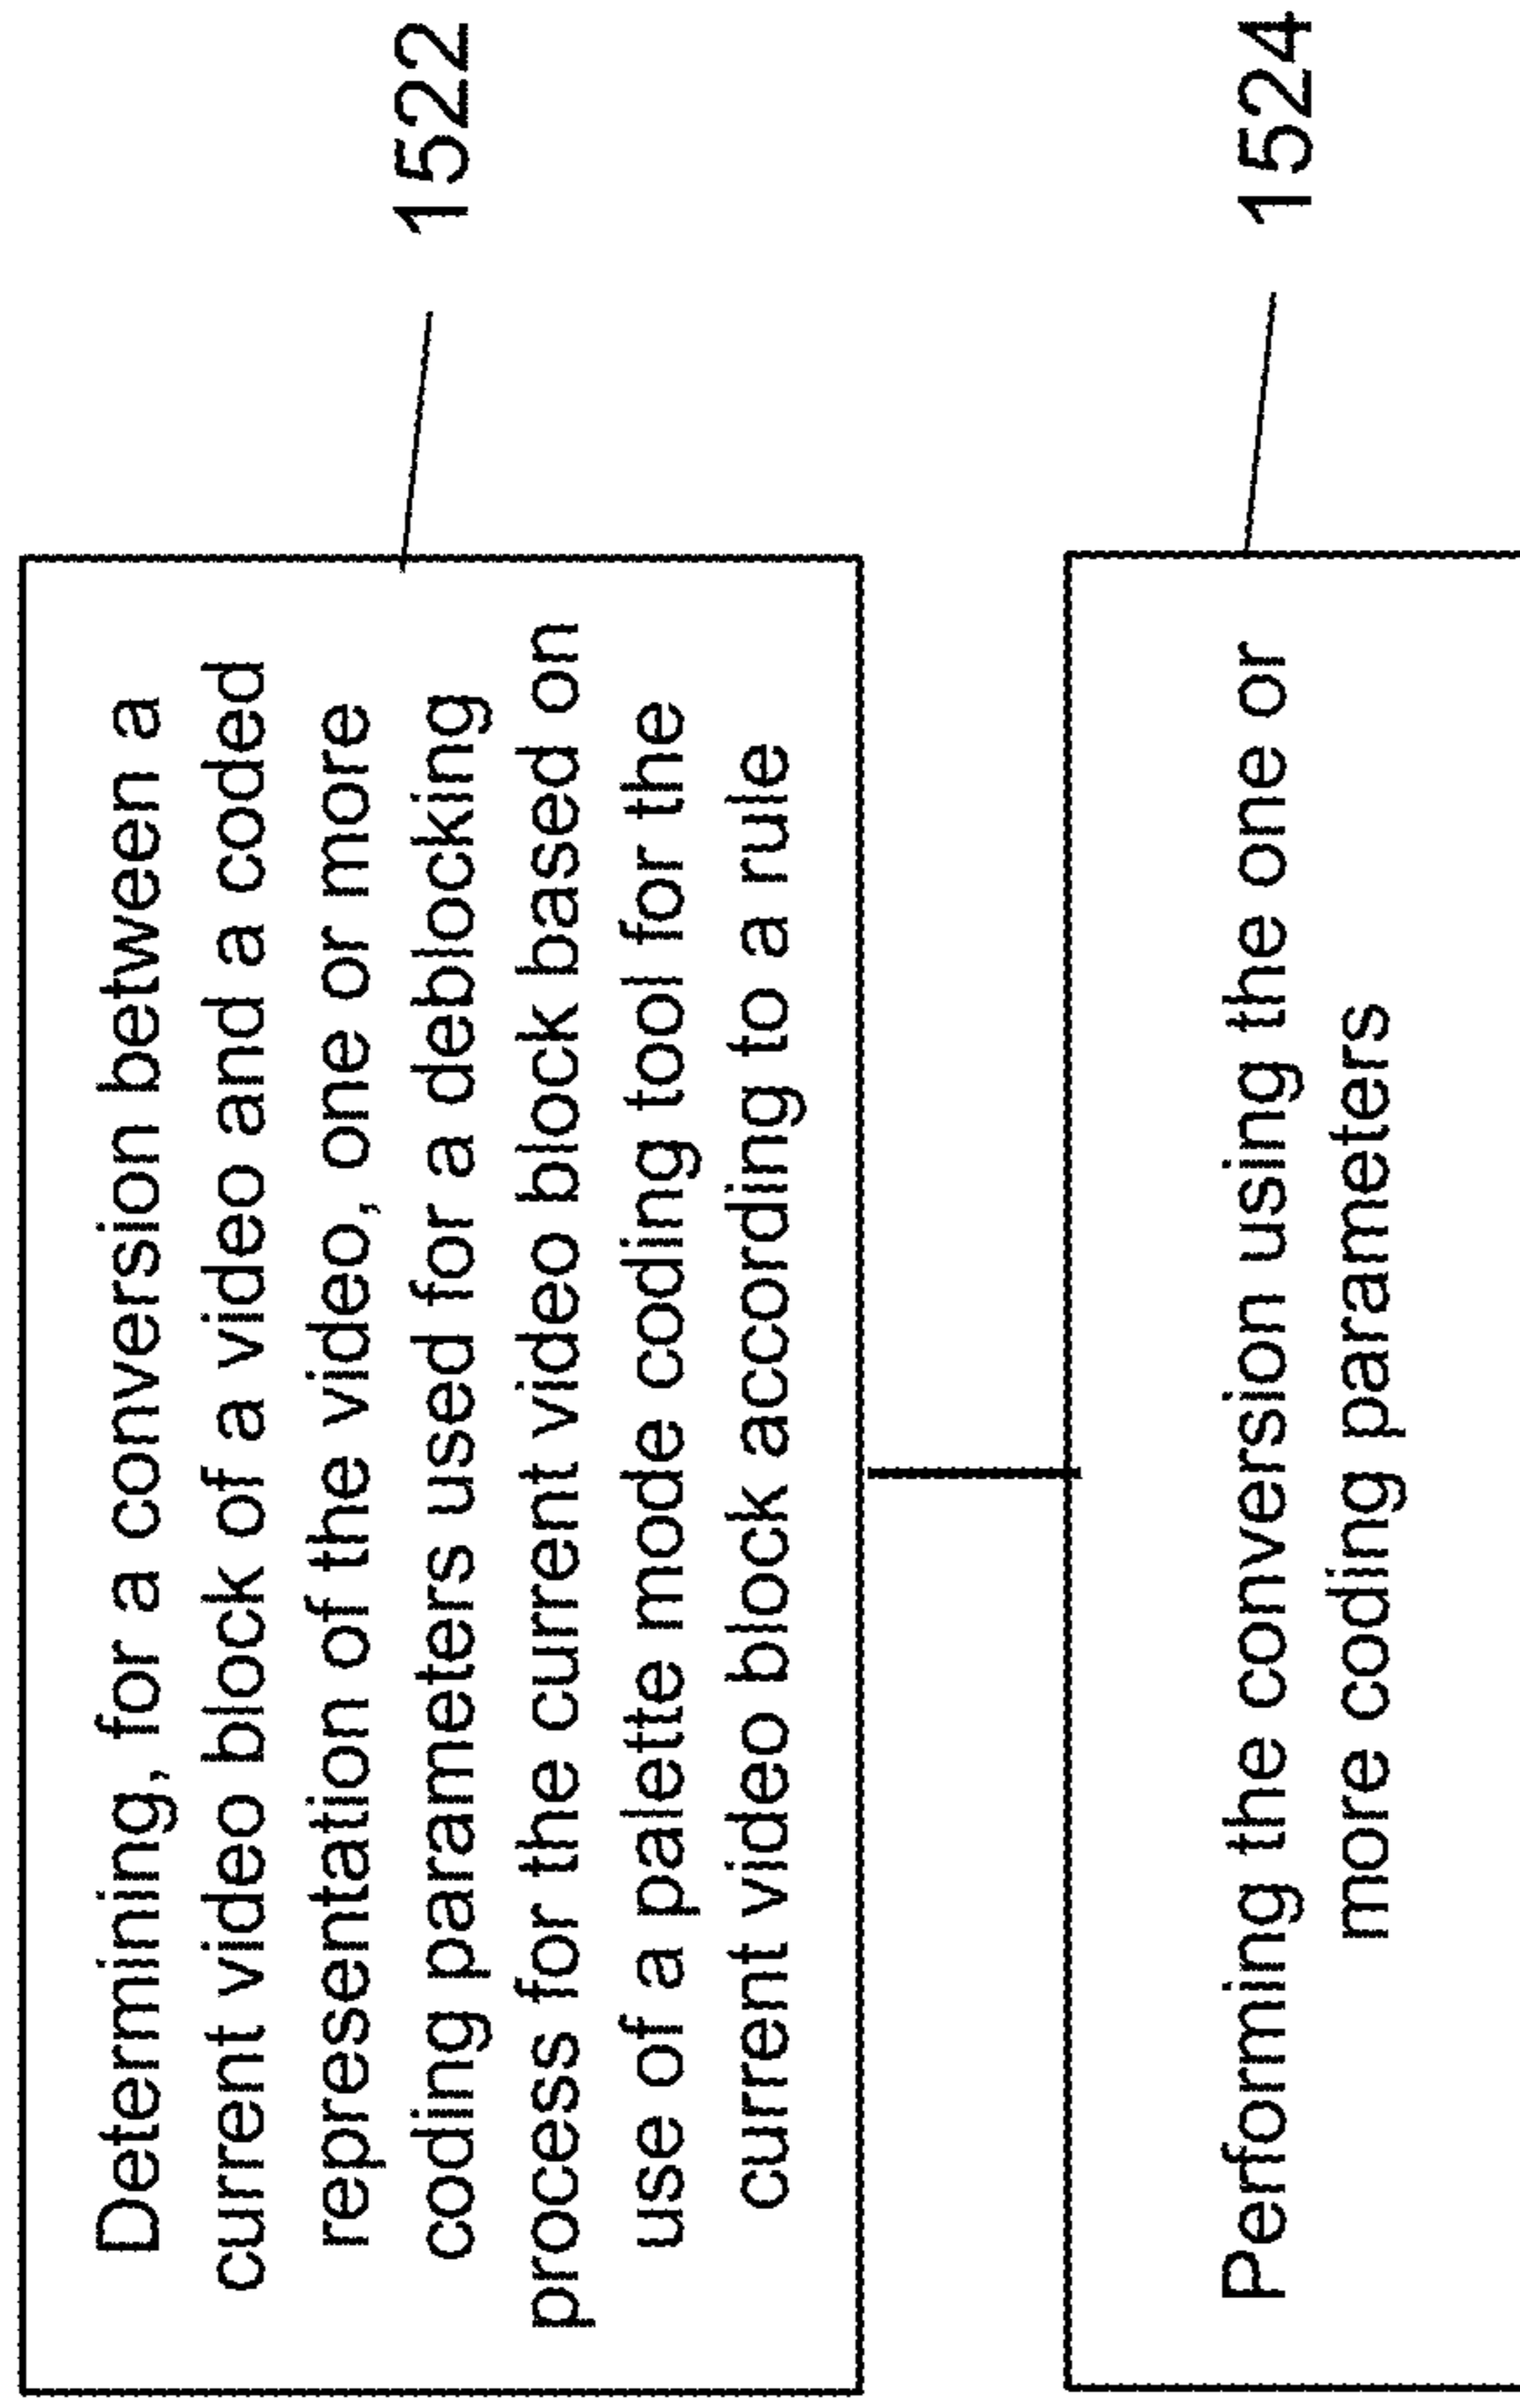 Determining, for a conversion between a
current video block of a video and a coded
representation of the video, one or more
coding parameters used for a deblocking
process for the current video block based on
use of a palette mode coding tool for the
current video block according to a rule
1522
Performing the conversion using the one or
more coding parameters
1524